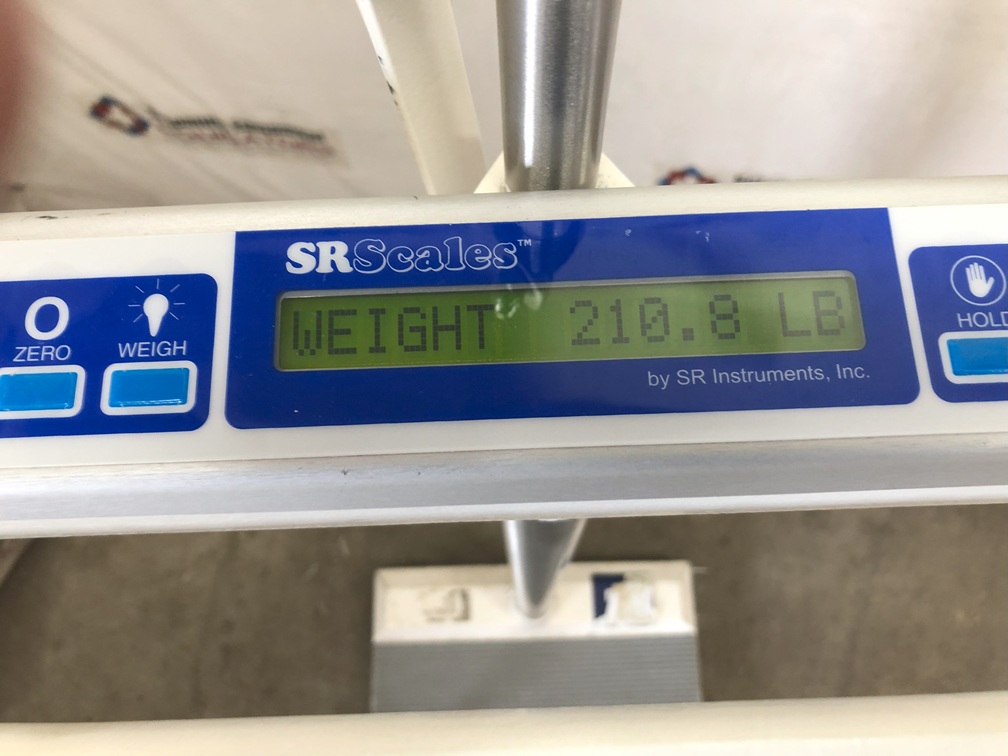 SRScales™
O
ZERO
WEIGH
WEIGHT 210.8 LB
HOLD
by SR Instruments, Inc.